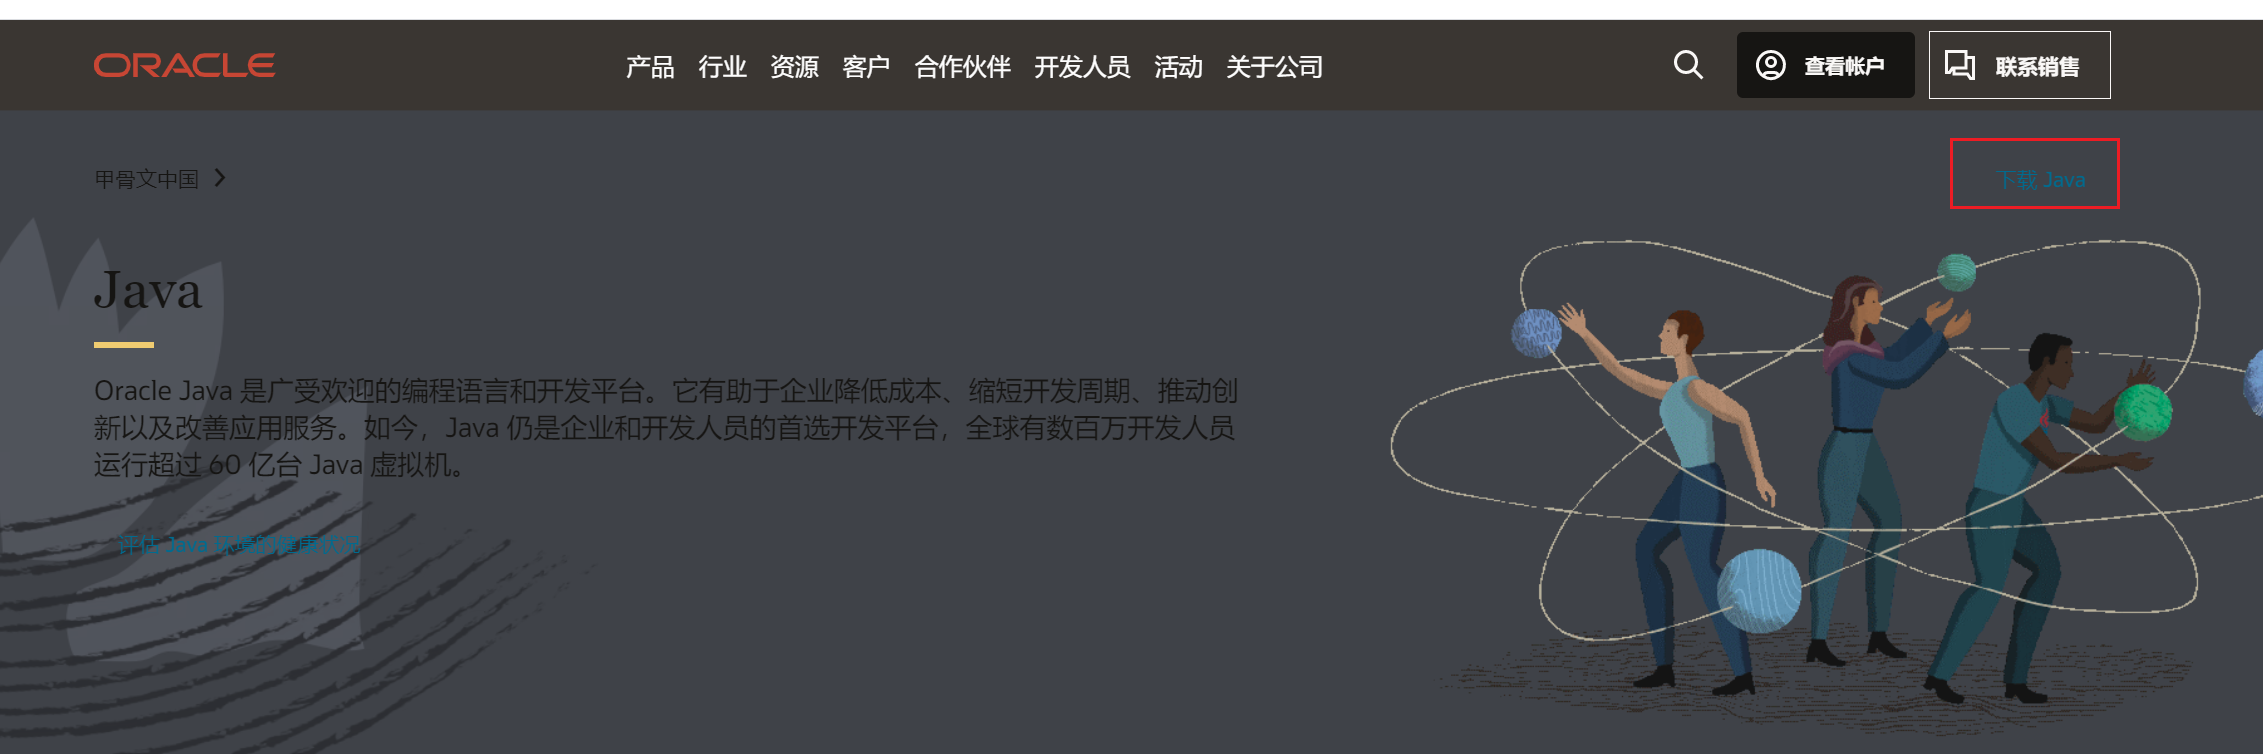 ORACLE
产品 行业 资源 客户 合作伙伴 开发人员 活动 关于公司
查看帐户
联系销售
甲骨文中国
下载 Java
Java
Oracle Java 是广受欢迎的编程语言和开发平台。它有助于企业降低成本、缩短开发周期、推动创
新以及改善应用服务。如今，Java 仍是企业和开发人员的首选开发平台，全球有数百万开发人员
运行超过 60 亿台 Java 虚拟机。
评估 Java 环境的健康状况